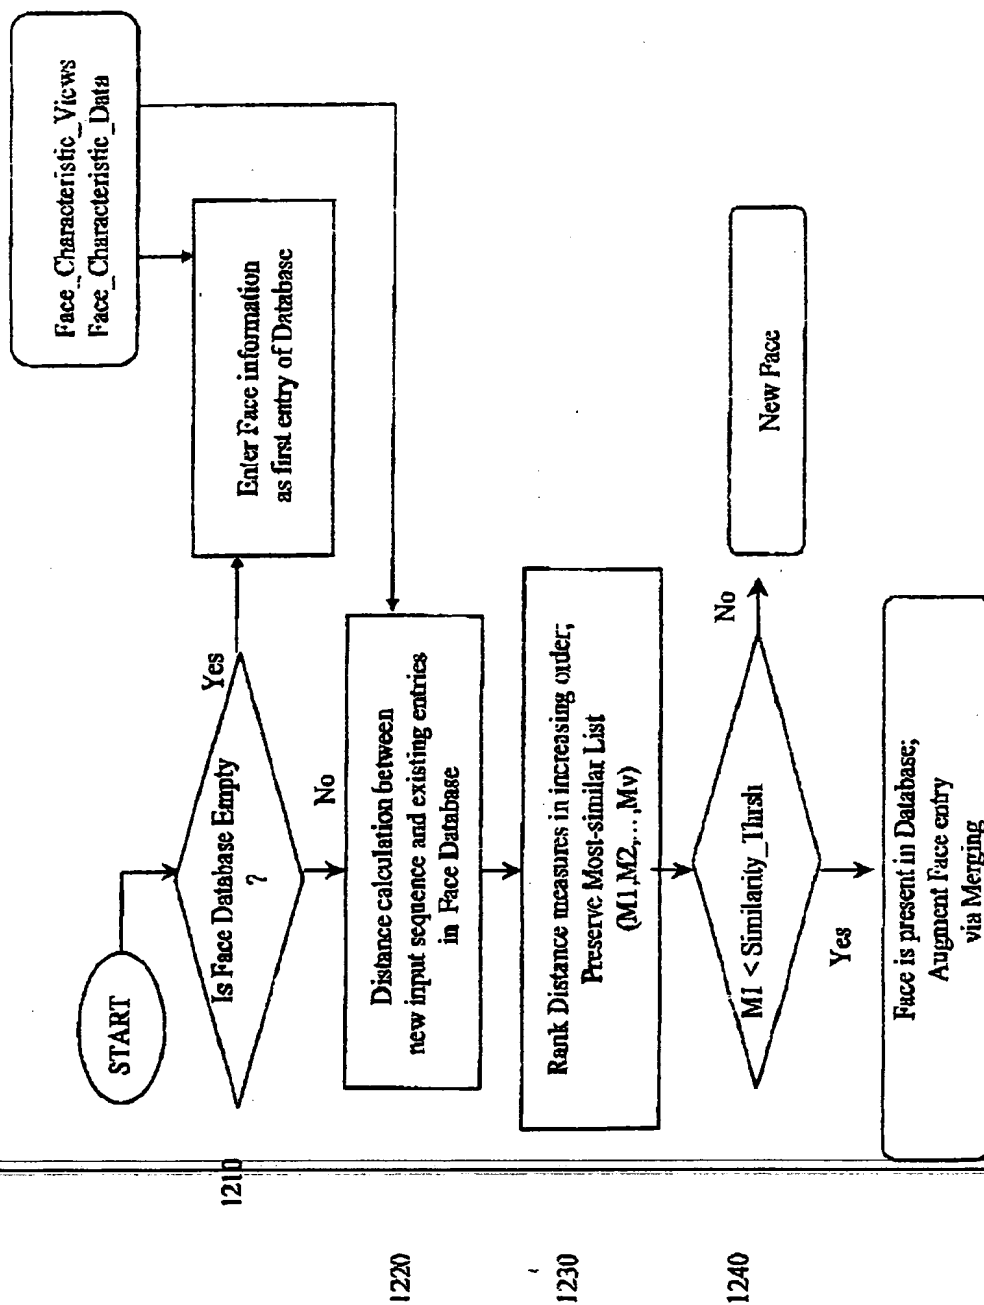 START
Face_Characteristic_Views
Face_Characteristic_Data
1210
Is Face Database Empty
?
Yes
Enter Face information
as first entry of Database
No
1220
Distance calculation between
new input sequence and existing entries
in Face Database
1230
Rank Distance measures in increasing order;
Preserve Most-similar List
(M1,M2,...,Mv)
1240
M1 < Similarity_Thrsh
No
New Face
Yes
Face is present in Database;
Augment Face entry
via Merging